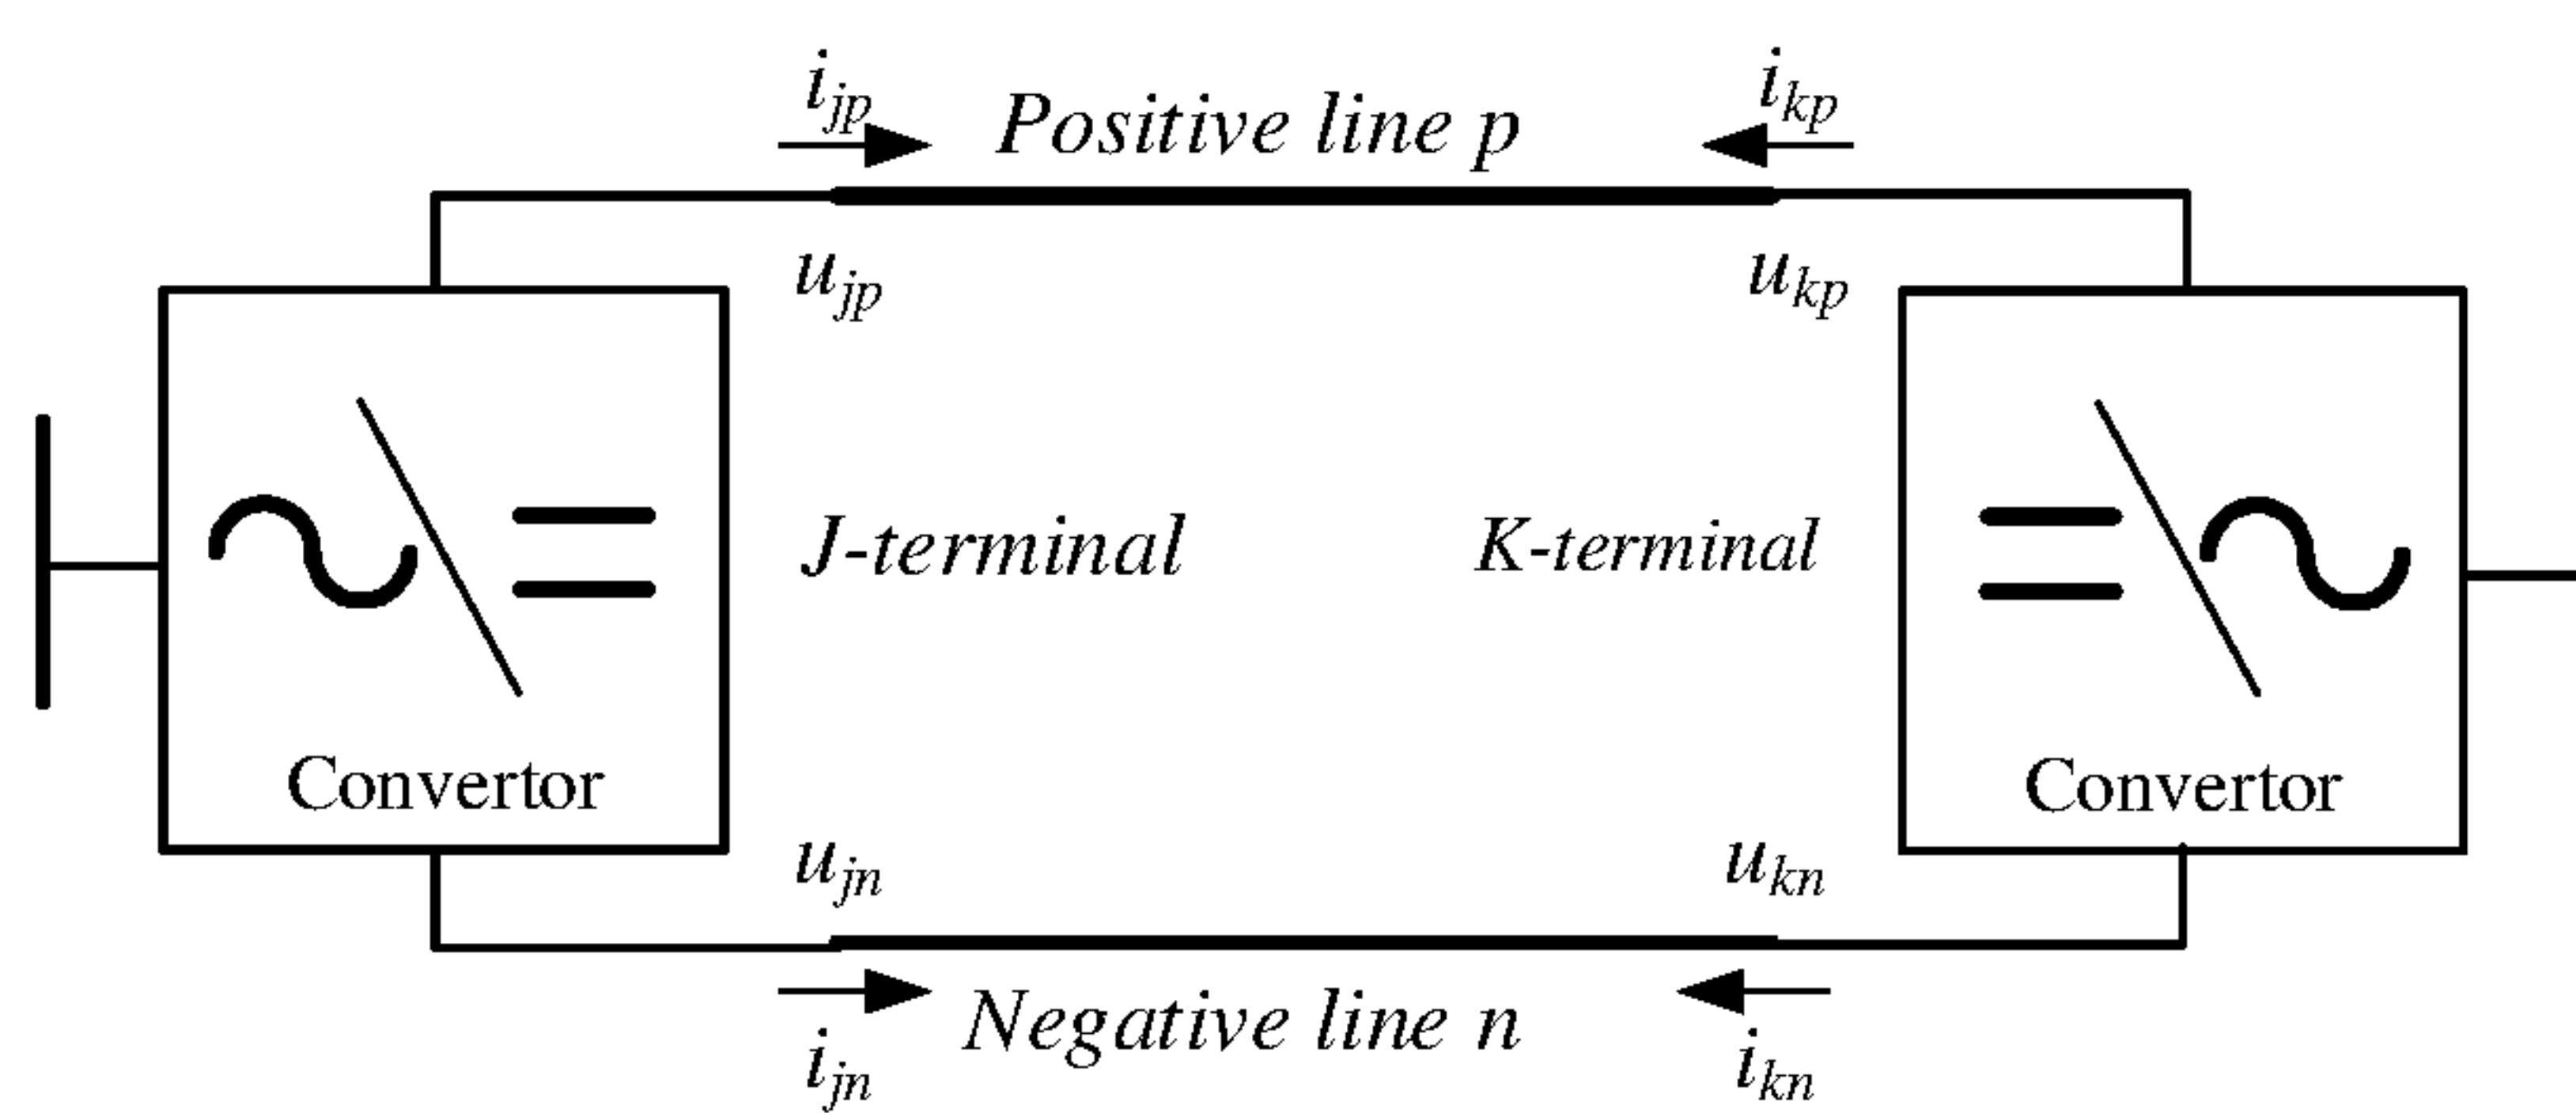 i_jp
i_kp
Positive line p
u_jp
u_kp
J-terminal
K-terminal
Convertor
Convertor
u_jn
u_kn
Negative line n
i_jn
i_kn